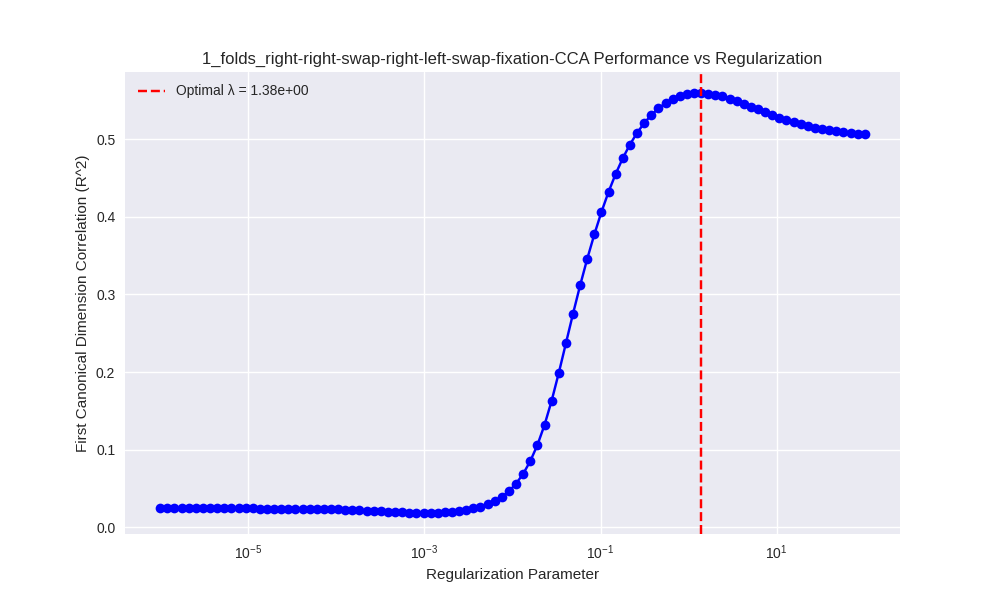 1_folds_right-right-swap-right-left-swap-fixation-CCA Performance vs Regularization
Optimal λ = 1.38e+00
First Canonical Dimension Correlation (R^2)
0.5
0.4
0.3
0.2
0.1
0.0
10⁻⁵
10⁻³
10⁻¹
10¹
Regularization Parameter